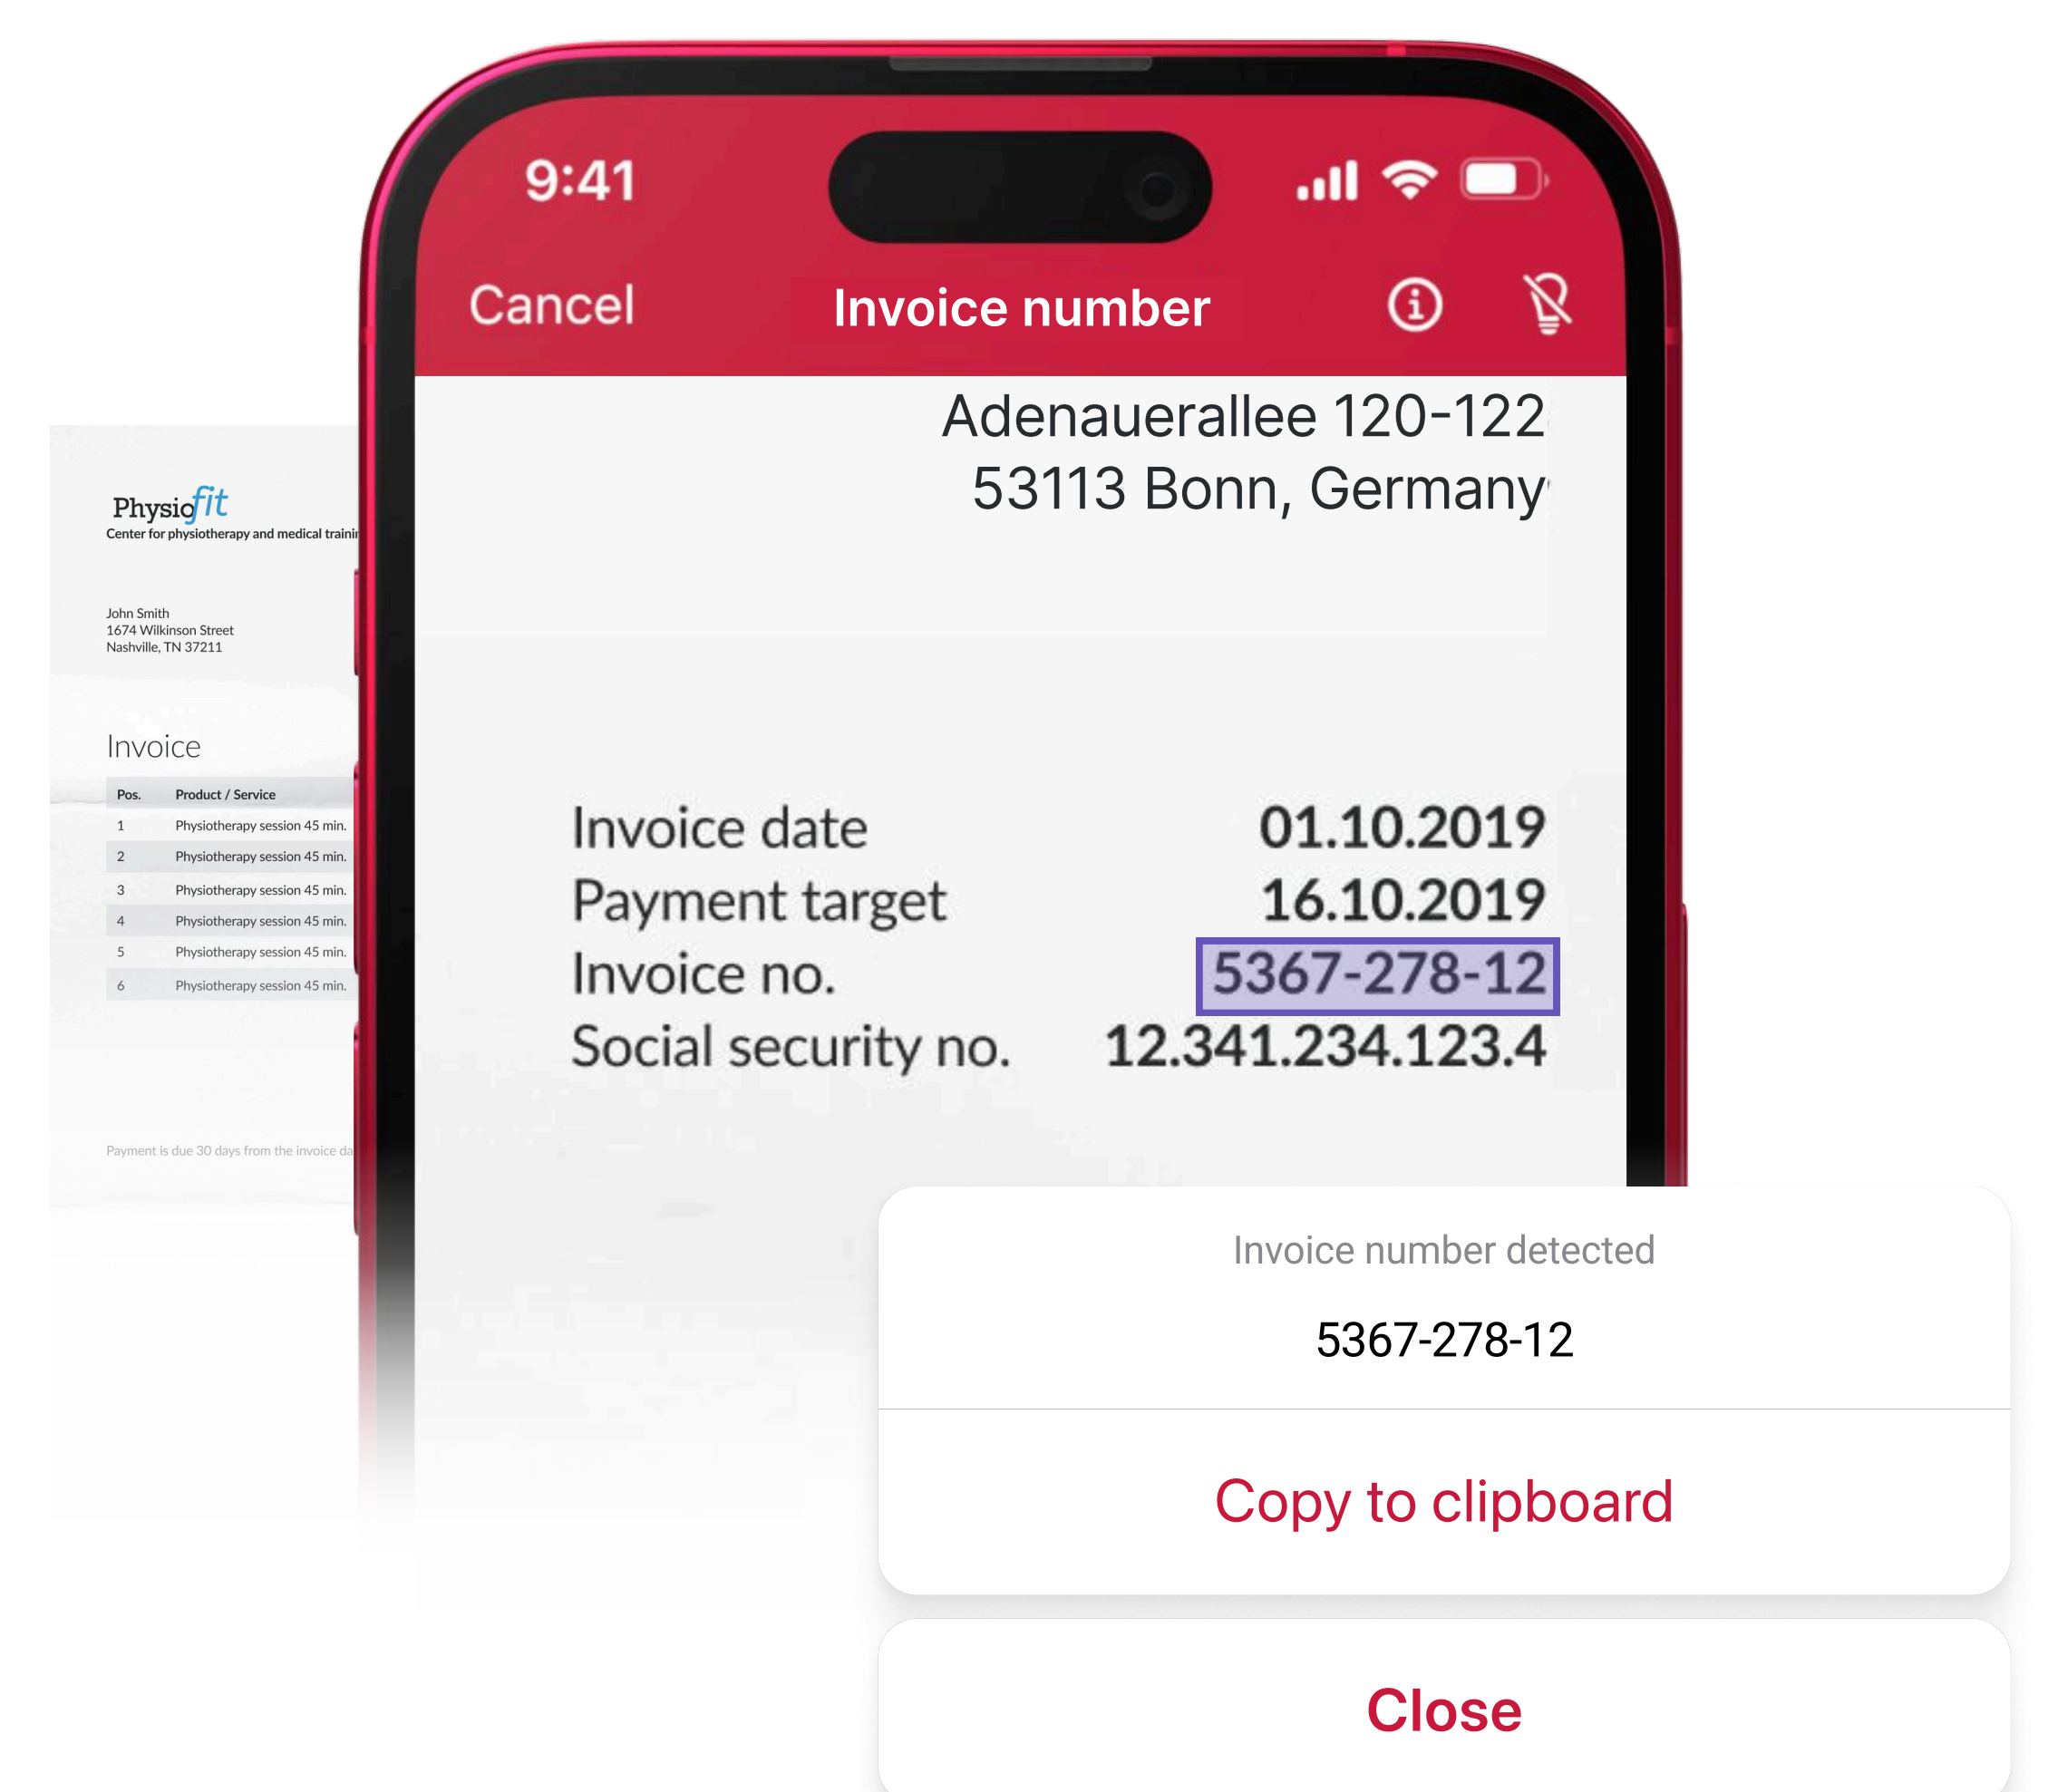 9:41
Cancel Invoice number
Adenauerallee 120-122
53113 Bonn, Germany
Physiofit
Center for physiotherapy and medical
John Smith
1674 Wilkinson Street
Nashville, TN 37211
Invoice
Pos. Product / Service
1 Physiotherapy session 45 min.
2 Physiotherapy session 45 min.
3 Physiotherapy session 45 min.
4 Physiotherapy session 45 min.
5 Physiotherapy session 45 min.
6 Physiotherapy session 45 min.
Payment is due 30 days from the invoice
Invoice date 01.10.2019
Payment target 16.10.2019
Invoice no. 5367-278-12
Social security no. 12.341.234.123.4
Invoice number detected
5367-278-12
Copy to clipboard
Close